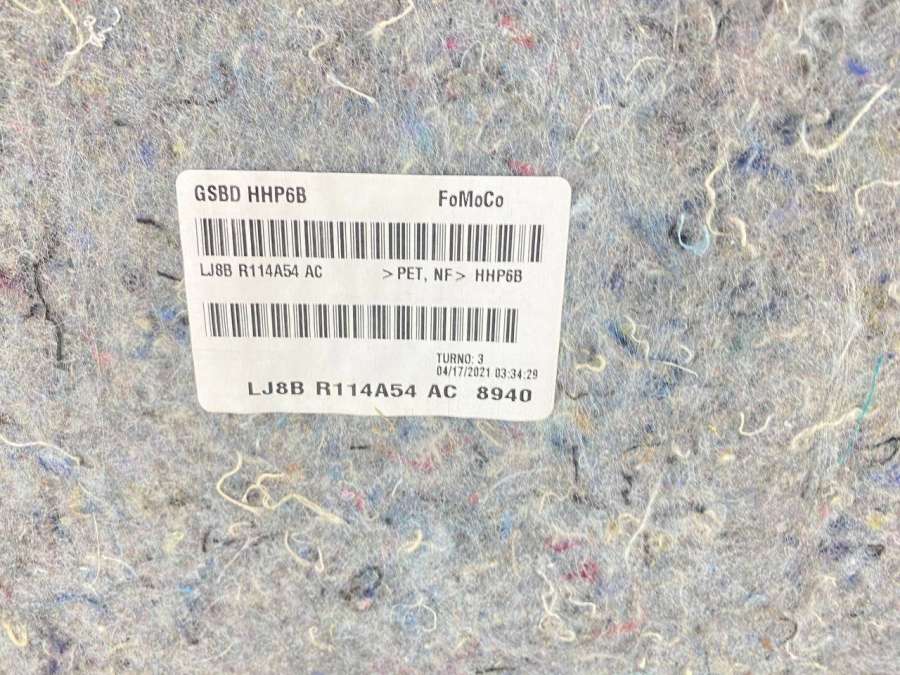 GSBD HHP6B FoMoCo
LJ8B R114A54 AC >PET, NF> HHP6B
TURNO: 3
04/17/2021 03:34:29
LJ8B R114A54 AC 8940